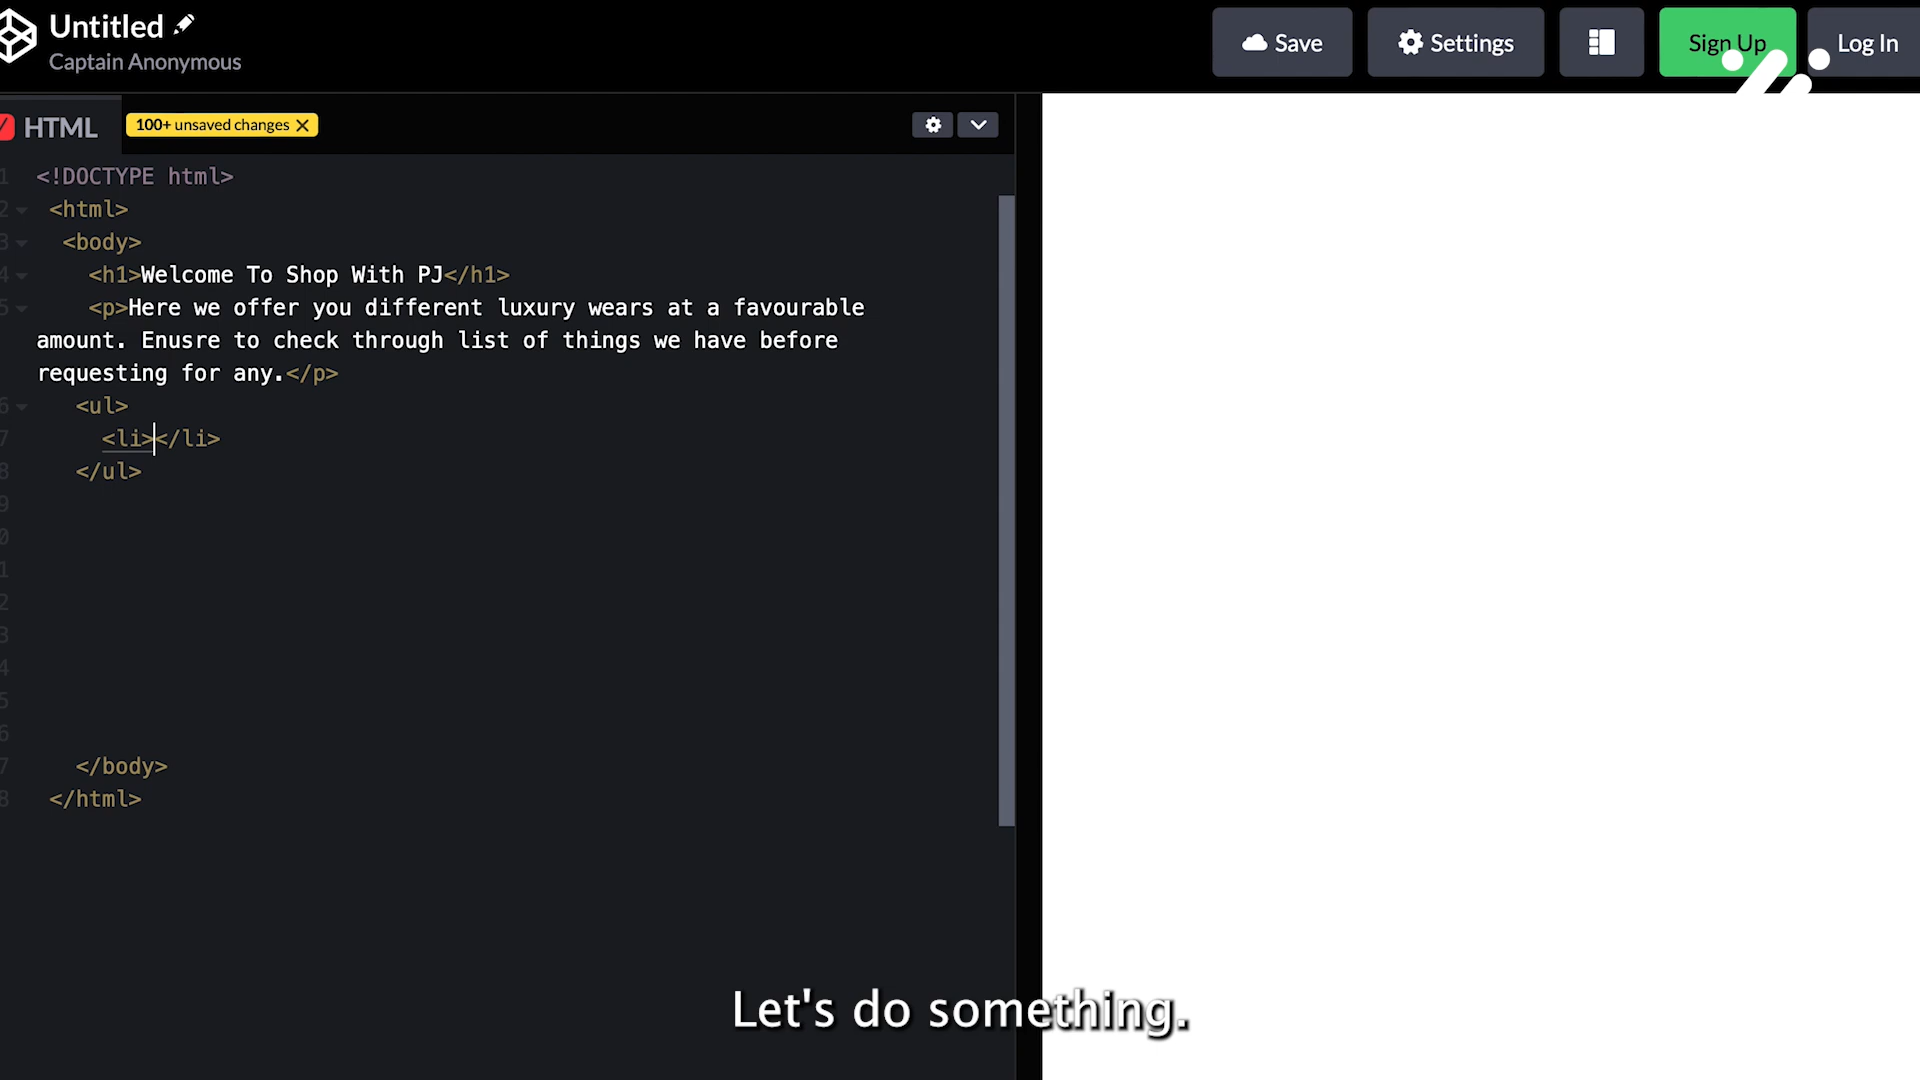 Untitled
Captain Anonymous
Save
Settings
Sign Up
Log In
HTML
100+ unsaved changes
1 <!DOCTYPE html>
2 <html>
3 <body>
4 <h1>Welcome To Shop With PJ</h1>
5 <p>Here we offer you different luxury wears at a favourable
amount. Enusre to check through list of things we have before
requesting for any.</p>
6 <ul>
7 <li></li>
8 </ul>
9
0
1
2
3
4
5
6
7 </body>
8 </html>
Let's do something.